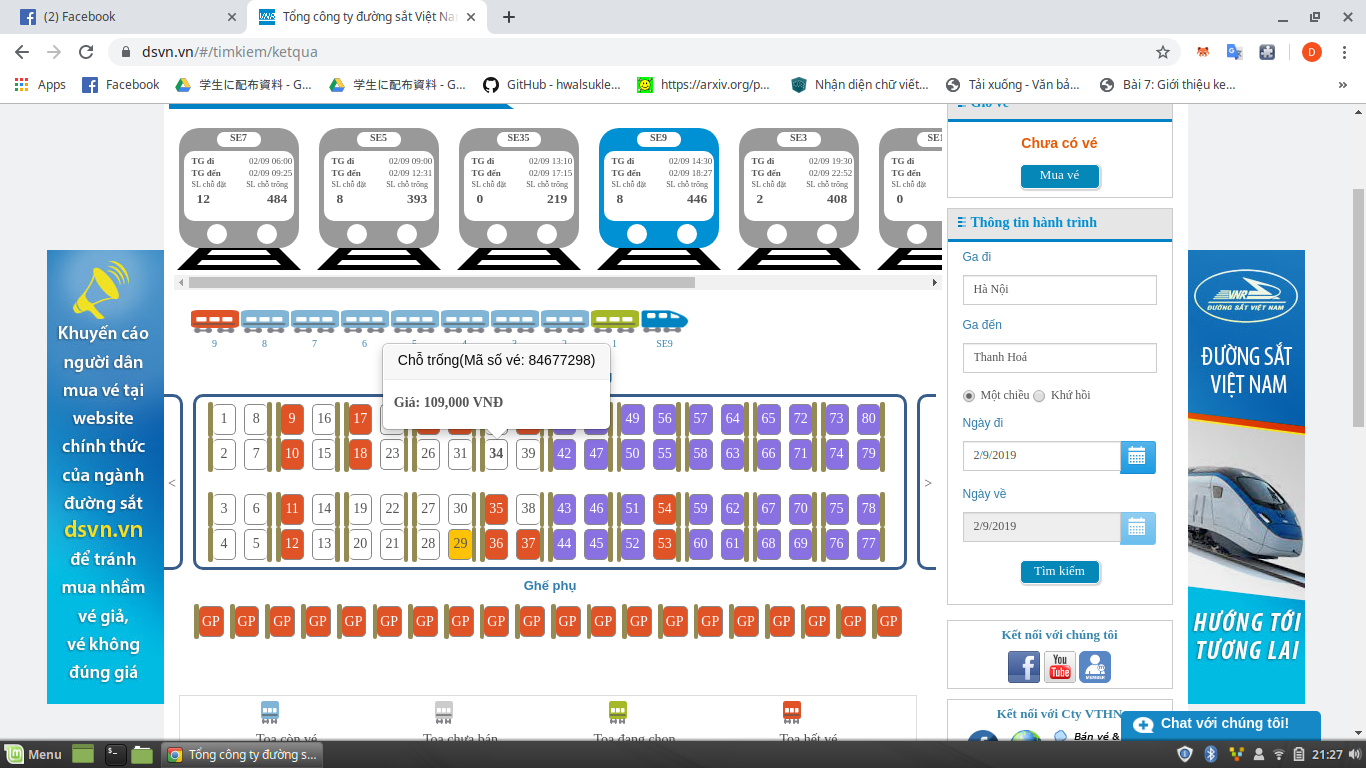 (2) Facebook
Tổng công ty đường sắt Việt Na
dsvn.vn/#/timkiem/ketqua
D
Apps
Facebook
学生に配布資料 - G...
学生に配布資料 - G...
GitHub - hwalsukle...
https://arxiv.org/p...
Nhận diện chữ viết...
Tải xuống - Văn bả...
Bài 7: Giới thiệu ke...
»
Khuyến cáo
người dân
mua vé tại
website
chính thức
của ngành
đường sắt
dsvn.vn
để tránh
mua nhầm
vé giả,
vé không
đúng giá
SE7
TG đi 02/09 06:00
TG đến 02/09 09:25
SL chỗ đặt SL chỗ trống
12 484
SE5
TG đi 02/09 09:00
TG đến 02/09 12:31
SL chỗ đặt SL chỗ trống
8 393
SE35
TG đi 02/09 13:10
TG đến 02/09 17:15
SL chỗ đặt SL chỗ trống
0 219
SE9
TG đi 02/09 14:30
TG đến 02/09 18:27
SL chỗ đặt SL chỗ trống
8 446
SE3
TG đi 02/09 19:30
TG đến 02/09 22:52
SL chỗ đặt SL chỗ trống
2 408
TG đi
TG đến
SL chỗ đặt
0
9 8 7 6 5 4 3 2 1 SE9
Chỗ trống(Mã số vé: 84677298)
Giá: 109,000 VNĐ
1 8 9 16 17 49 56 57 64 65 72 73 80
2 7 10 15 18 23 26 31 34 39 42 47 50 55 58 63 66 71 74 79
< >
3 6 11 14 19 22 27 30 35 38 43 46 51 54 59 62 67 70 75 78
4 5 12 13 20 21 28 29 36 37 44 45 52 53 60 61 68 69 76 77
Ghế phụ
GP GP GP GP GP GP GP GP GP GP GP GP GP GP GP GP GP GP GP GP
Toa còn vé
Toa chưa bán
Toa đang chọn
Toa hết vé
Giỏ vé
Chưa có vé
Mua vé
Thông tin hành trình
Ga đi
Hà Nội
Ga đến
Thanh Hoá
Một chiều Khứ hồi
Ngày đi
2/9/2019
Ngày về
2/9/2019
Tìm kiếm
Kết nối với chúng tôi
You
Tube
Kết nối với Cty VTHN
Bán vé &
Chat với chúng tôi!
VNR
ĐƯỜNG SẮT VIỆT NAM
ĐƯỜNG SẮT
VIỆT NAM
HƯỚNG TỚI
TƯƠNG LAI
Menu
Tổng công ty đường s...
21:27